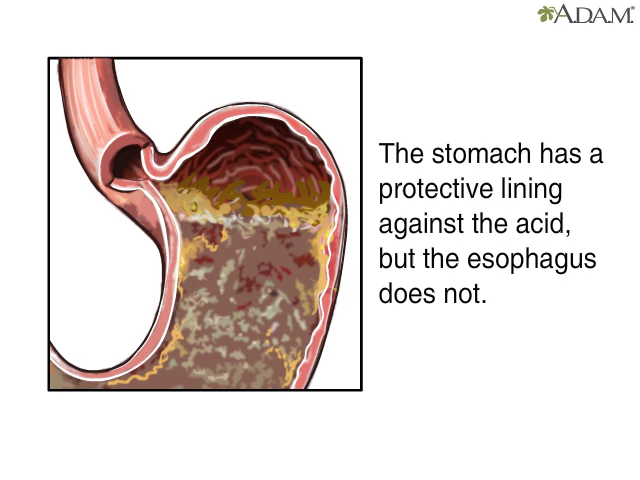 A.D.A.M.
The stomach has a
protective lining
against the acid,
but the esophagus
does not.